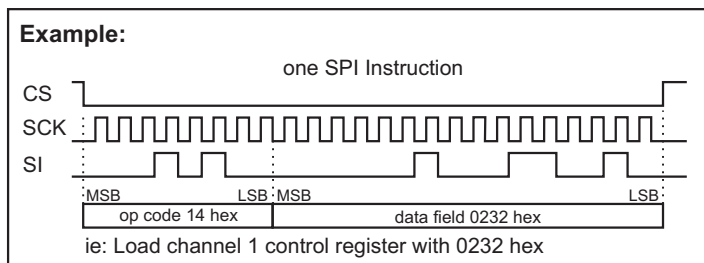 Example:
one SPI Instruction
CS
SCK
SI
MSB LSB MSB LSB
op code 14 hex data field 0232 hex
ie: Load channel 1 control register with 0232 hex